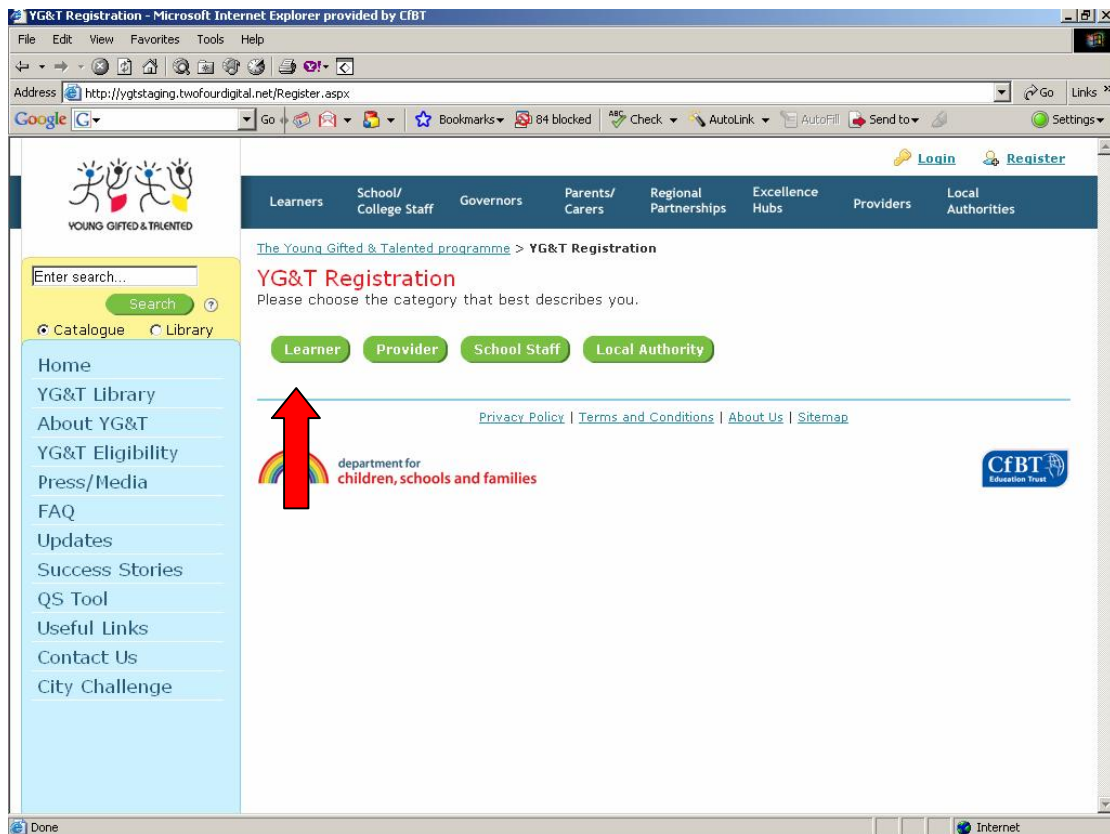 YG&T Registration - Microsoft Internet Explorer provided by CfBT
File Edit View Favorites Tools Help
Address http://ygtstaging.twofourdigital.net/Register.aspx Go Links »
Google G Go Bookmarks 84 blocked ABC Check AutoLink AutoFill Send to Settings
Login Register
YOUNG GIFTED & TALENTED
Learners School/ College Staff Governors Parents/ Carers Regional Partnerships Excellence Hubs Providers Local Authorities
The Young Gifted & Talented programme > YG&T Registration
Enter search...
Search ?
Catalogue Library
YG&T Registration
Please choose the category that best describes you.
Learner Provider School Staff Local Authority
Home
YG&T Library
About YG&T
YG&T Eligibility
Press/Media
FAQ
Updates
Success Stories
QS Tool
Useful Links
Contact Us
City Challenge
Privacy Policy | Terms and Conditions | About Us | Sitemap
department for
children, schools and families
CfBT
Education Trust
Done Internet